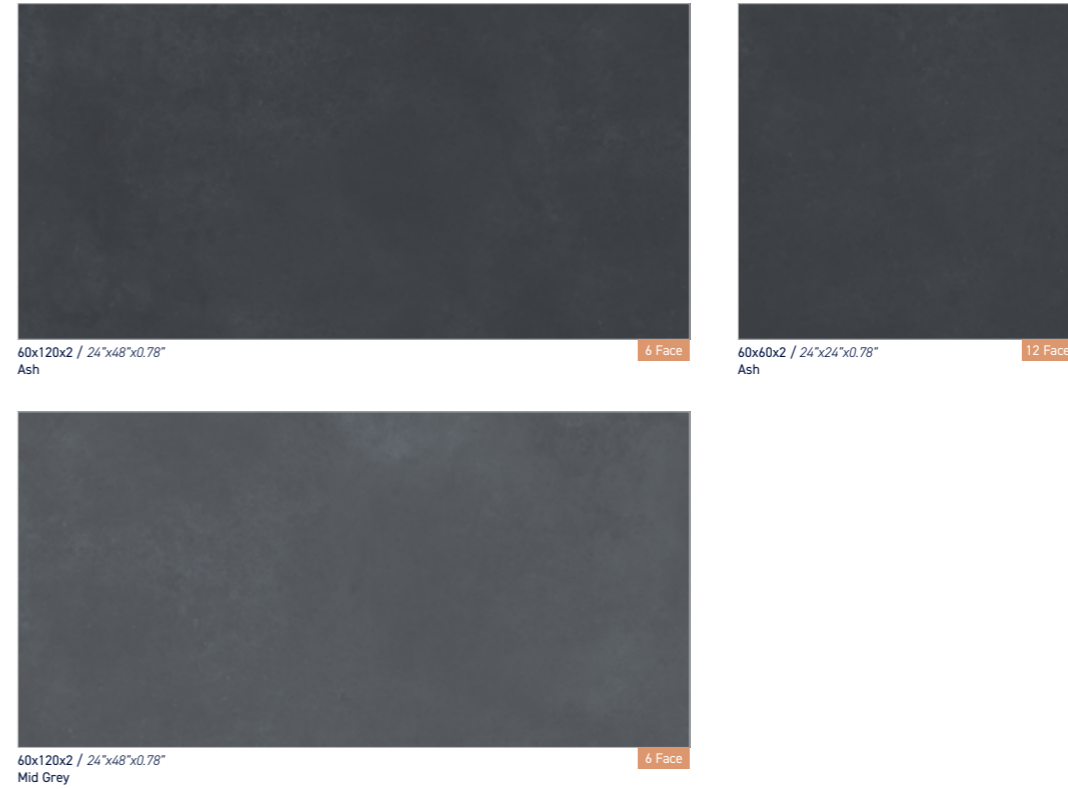 60x120x2 / 24”x48”x0.78”
6 Face
Ash
60x60x2 / 24”x24”x0.78”
12 Face
Ash
60x120x2 / 24”x48”x0.78”
6 Face
Mid Grey